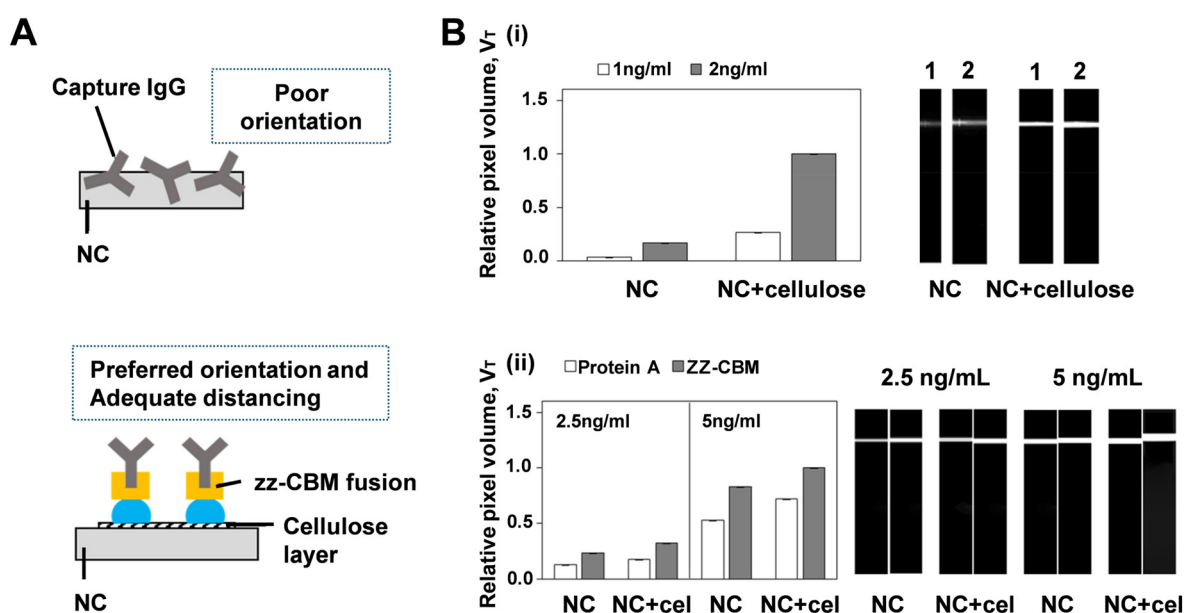 A
Capture IgG
Poor
orientation
NC
Preferred orientation and
Adequate distancing
zz-CBM fusion
Cellulose
layer
NC
B (i)
Relative pixel volume, VT
1ng/ml 2ng/ml
1.5
1.0
0.5
0.0
NC NC+cellulose
1 2 1 2
NC NC+cellulose
(ii)
Relative pixel volume, VT
Protein A ZZ-CBM
1.5
1.0
0.5
0.0
2.5ng/ml 5ng/ml
NC NC+cel NC NC+cel
2.5 ng/mL 5 ng/mL
NC NC+cel NC NC+cel